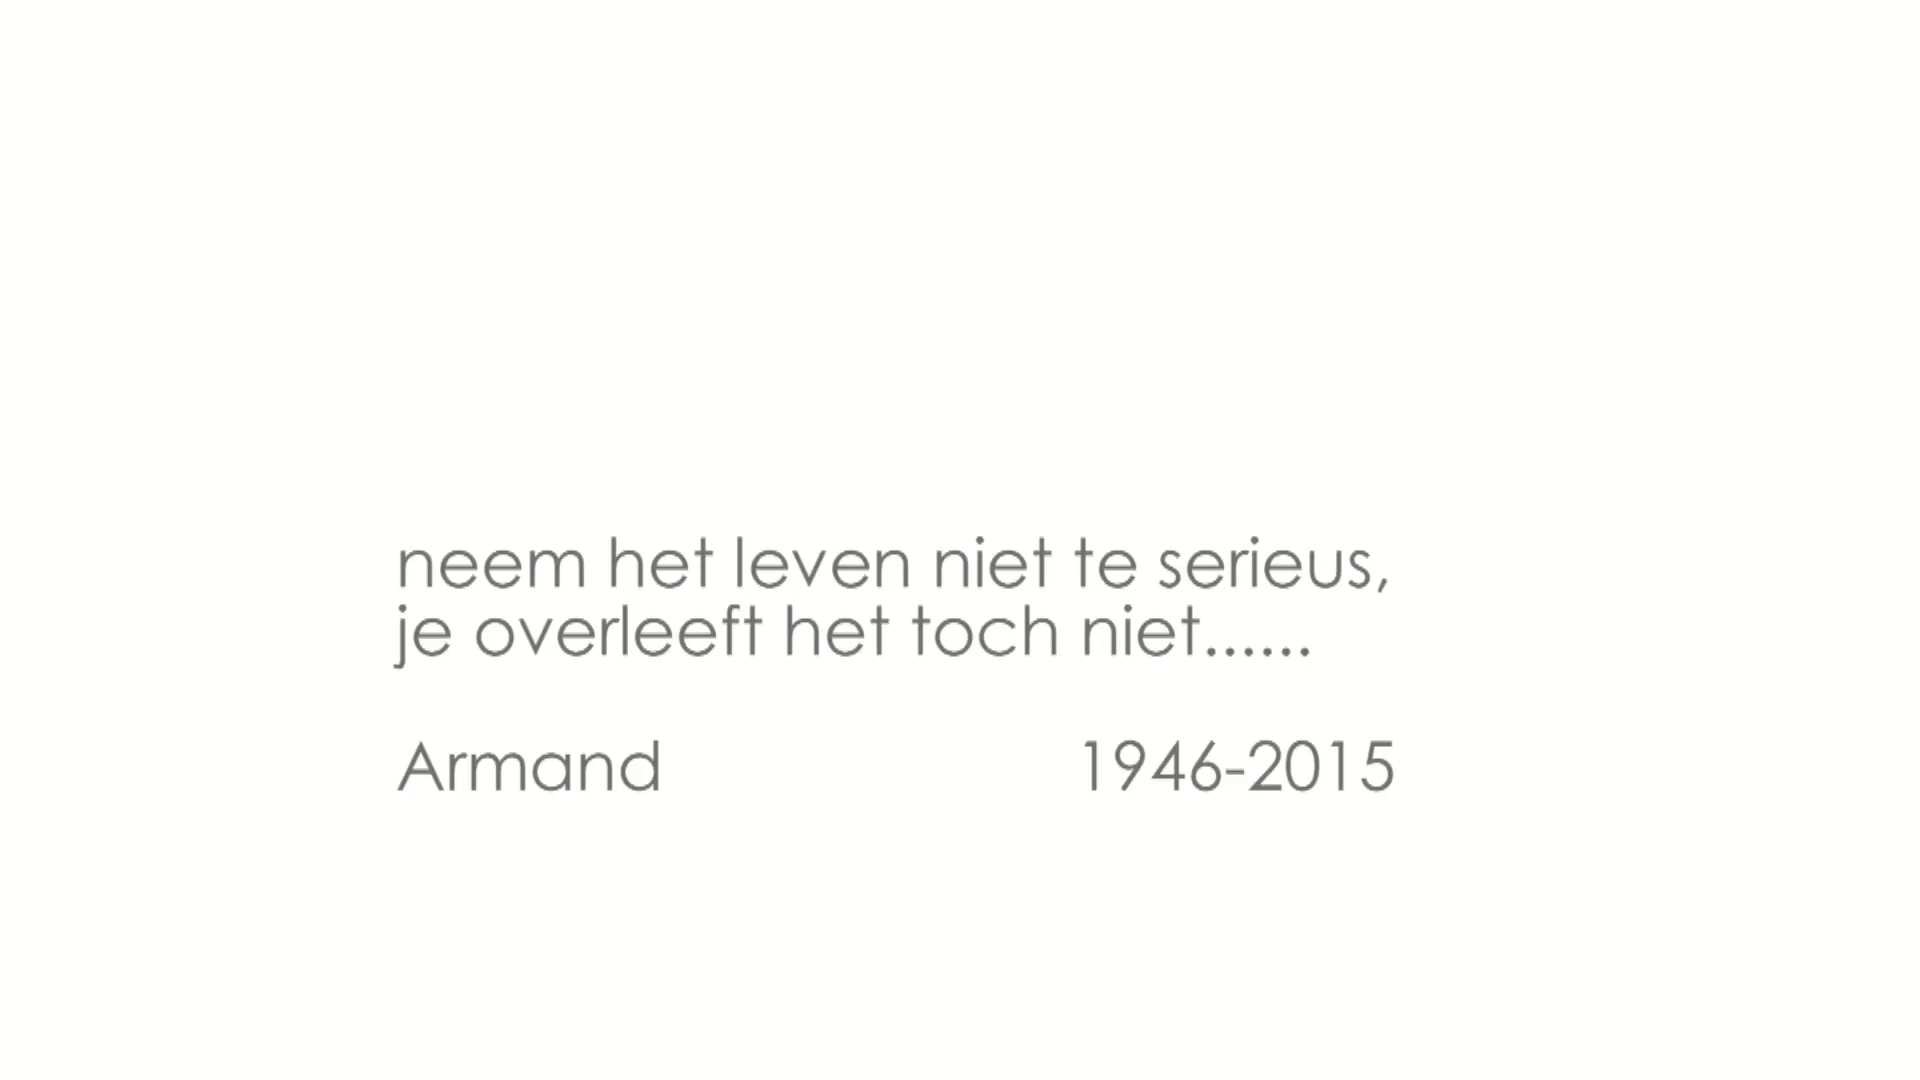 neem het leven niet te serieus,
je overleeft het toch niet......
Armand 1946-2015